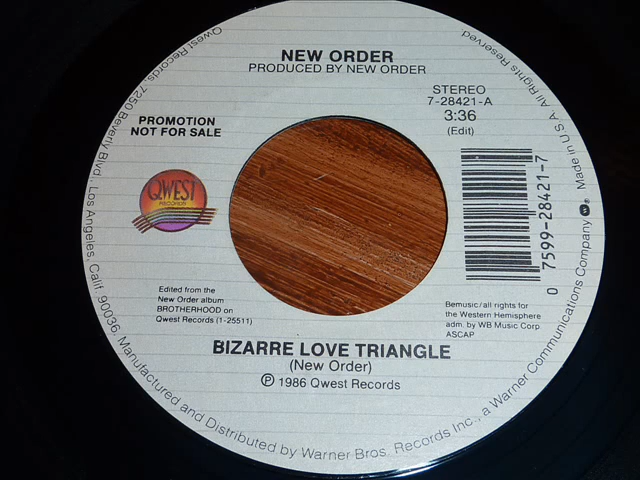 NEW ORDER
PRODUCED BY NEW ORDER
STEREO
7-28421-A
3:36
(Edit)
PROMOTION
NOT FOR SALE
QWEST
RECORDS
0 7599-28421-7
Edited from the
New Order album
BROTHERHOOD on
Qwest Records (1-25511)
Bemusic/all rights for
the Western Hemisphere
adm. by WB Music Corp.
ASCAP
BIZARRE LOVE TRIANGLE
(New Order)
℗ 1986 Qwest Records
Qwest Records, 7250 Beverly Blvd. Los Angeles, Calif. 90036 Manufactured and Distributed by Warner Bros. Records Inc., a Warner Communications Company ® Made in U.S.A. All Rights Reserved